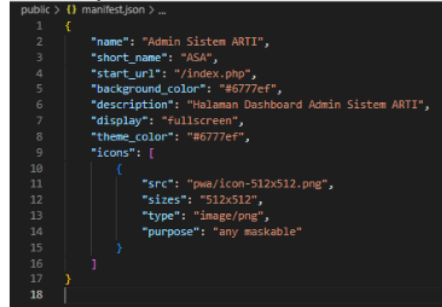 public > {} manifest.json > ...
1 {
2 "name": "Admin Sistem ARTI",
3 "short_name": "ASA",
4 "start_url": "/index.php",
5 "background_color": "#6777ef",
6 "description": "Halaman Dashboard Admin Sistem ARTI",
7 "display": "fullscreen",
8 "theme_color": "#6777ef",
9 "icons": [
10 {
11 "src": "pwa/icon-512x512.png",
12 "sizes": "512x512",
13 "type": "image/png",
14 "purpose": "any maskable"
15 }
16 ]
17 }
18